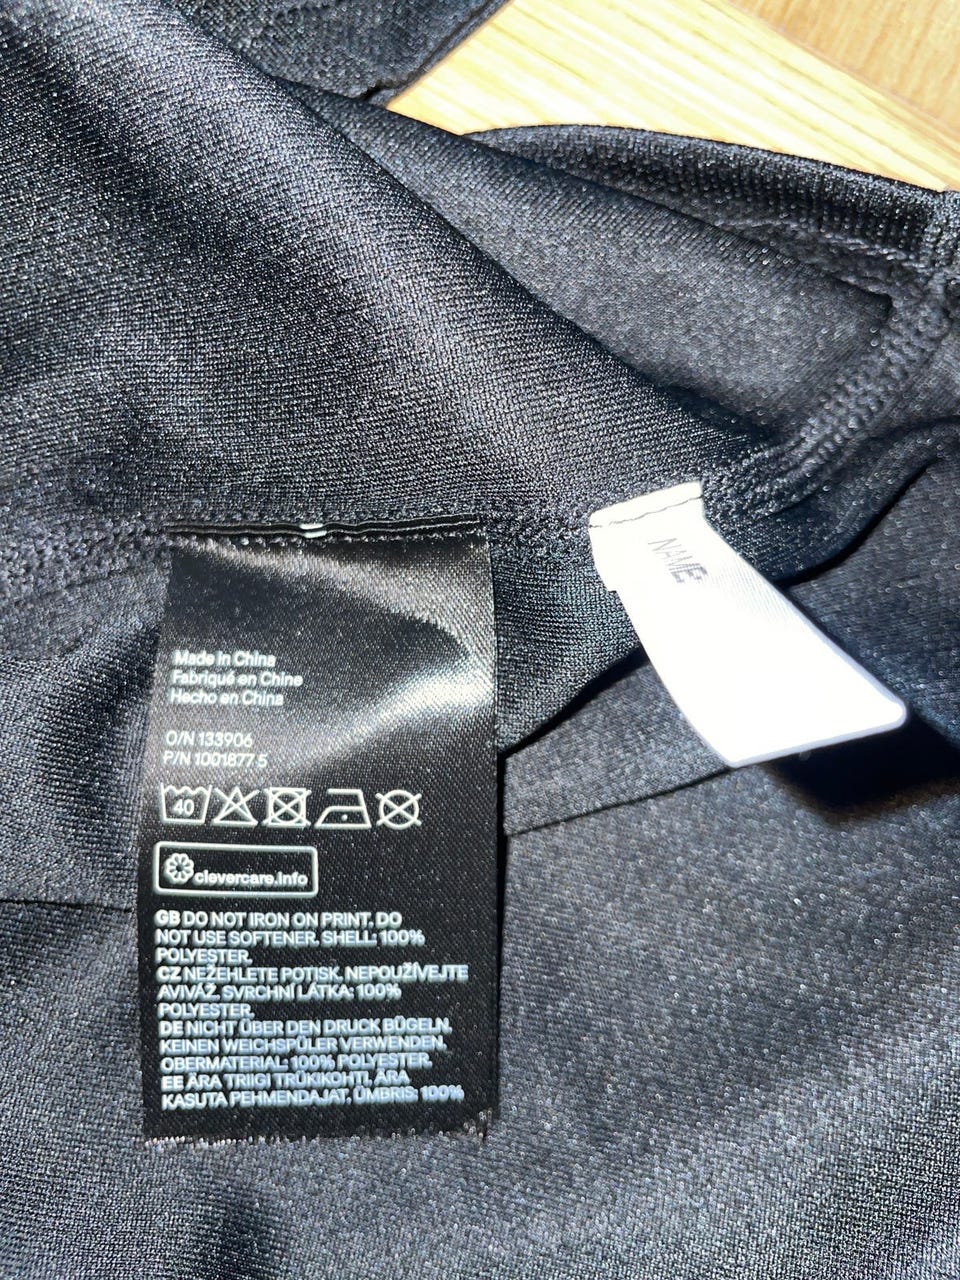 NAME
Made in China
Fabriqué en Chine
Hecho en China
O/N 133906
P/N 1001877 5
40
clevercare.info
GB DO NOT IRON ON PRINT. DO
NOT USE SOFTENER. SHELL: 100%
POLYESTER.
CZ NEŽEHLETE POTISK. NEPOUŽÍVEJTE
AVIVÁŽ. SVRCHNÍ LÁTKA: 100%
POLYESTER.
DE NICHT ÜBER DEN DRUCK BÜGELN.
KEINEN WEICHSPÜLER VERWENDEN.
OBERMATERIAL: 100% POLYESTER.
EE ÄRA TRIIGI TRÜKIKOHTI. ÄRA
KASUTA PEHMENDAJAT. ÜMBRIS: 100%